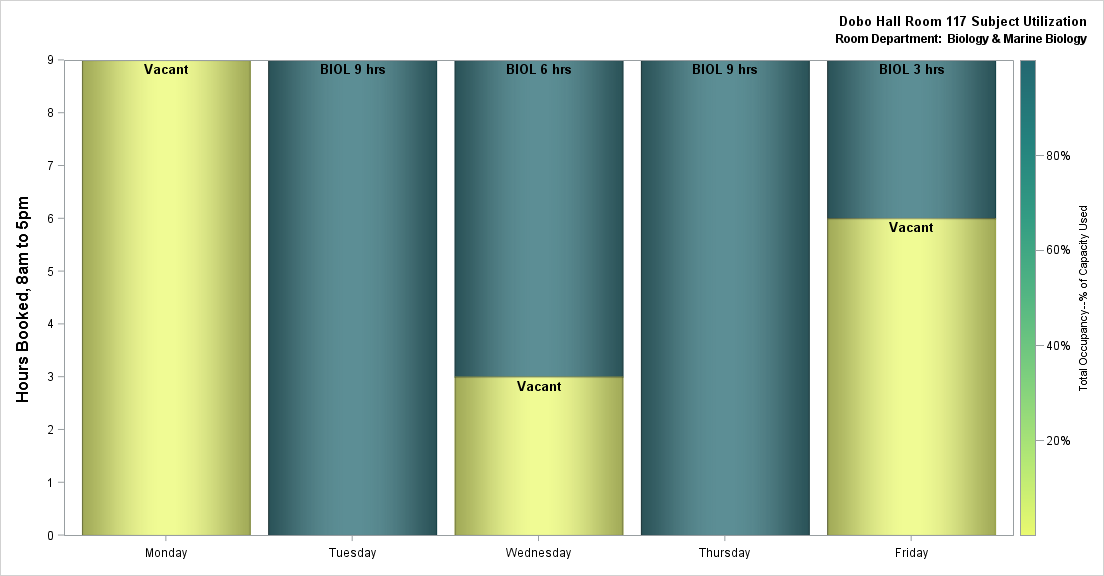 Dobo Hall Room 117 Subject Utilization
Room Department: Biology & Marine Biology
Hours Booked, 8am to 5pm
9
8
7
6
5
4
3
2
1
0
Vacant
BIOL 9 hrs
BIOL 6 hrs
BIOL 9 hrs
BIOL 3 hrs
Vacant
Vacant
Monday
Tuesday
Wednesday
Thursday
Friday
80%
60%
40%
20%
Total Occupancy--% of Capacity Used